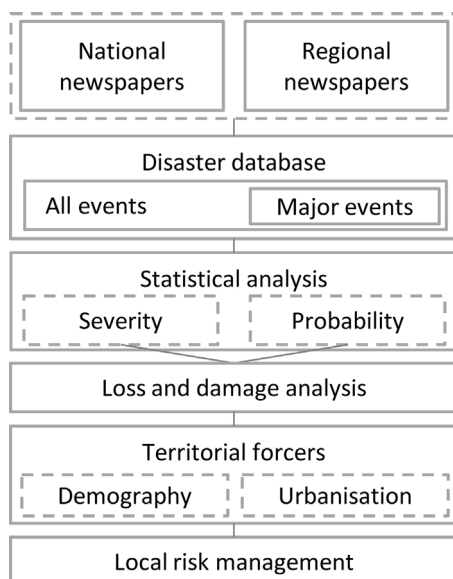 National
newspapers
Regional
newspapers
Disaster database
All events
Major events
Statistical analysis
Severity
Probability
Loss and damage analysis
Territorial forcers
Demography
Urbanisation
Local risk management